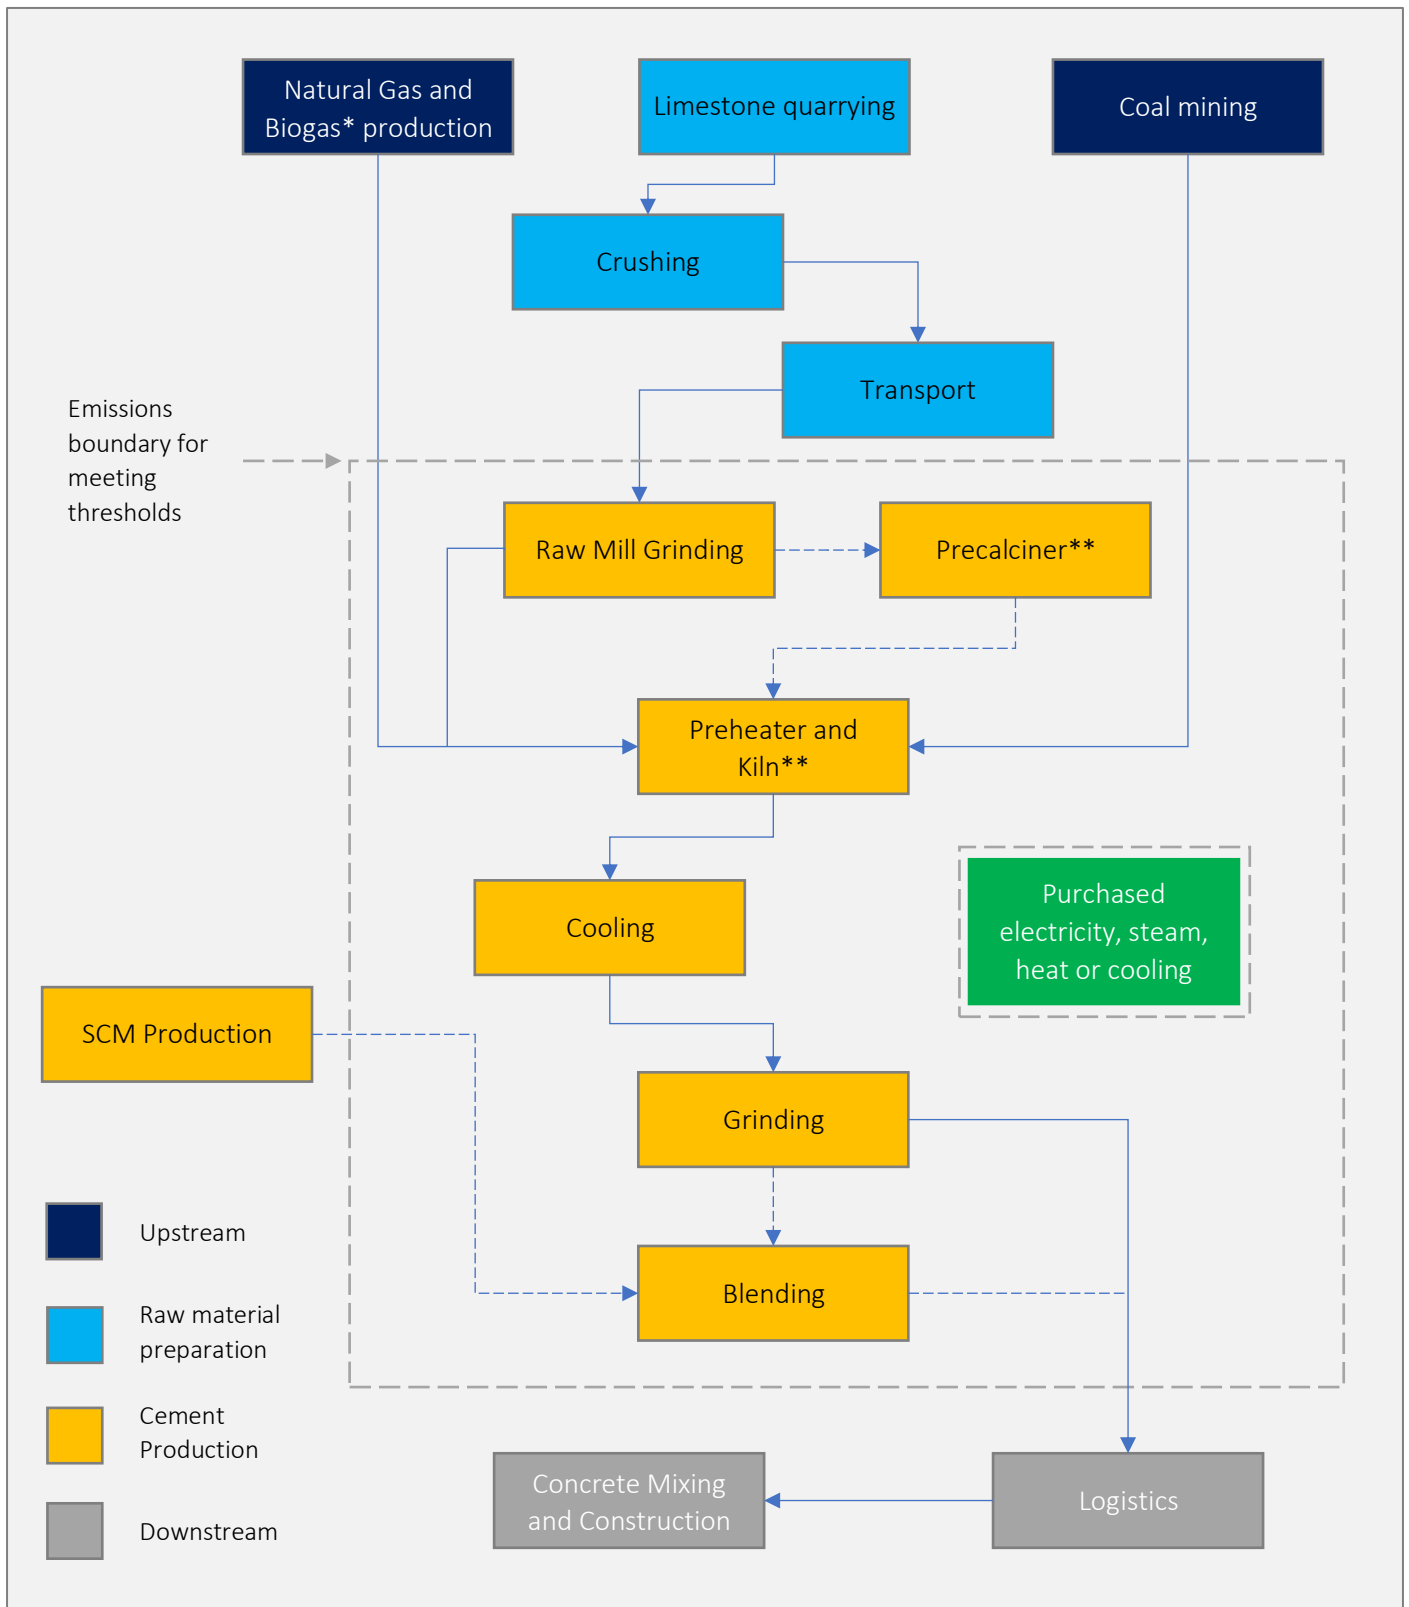 Natural Gas and
Biogas* production
Limestone quarrying
Coal mining
Crushing
Transport
Emissions
boundary for
meeting
thresholds
Raw Mill Grinding
Precalciner**
Preheater and
Kiln**
Cooling
Purchased
electricity, steam,
heat or cooling
SCM Production
Grinding
Blending
Upstream
Raw material
preparation
Cement
Production
Downstream
Concrete Mixing
and Construction
Logistics